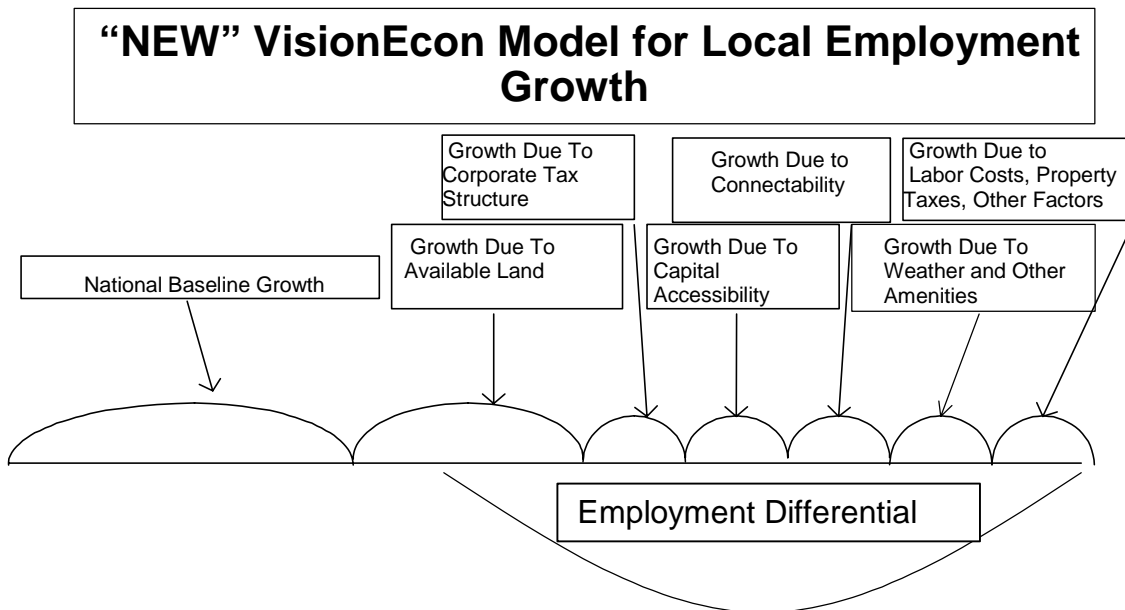 “NEW” VisionEcon Model for Local Employment
Growth
Growth Due To
Corporate Tax
Structure
Growth Due to
Connectability
Growth Due to
Labor Costs, Property
Taxes, Other Factors
National Baseline Growth
Growth Due To
Available Land
Growth Due To
Capital
Accessibility
Growth Due To
Weather and Other
Amenities
Employment Differential